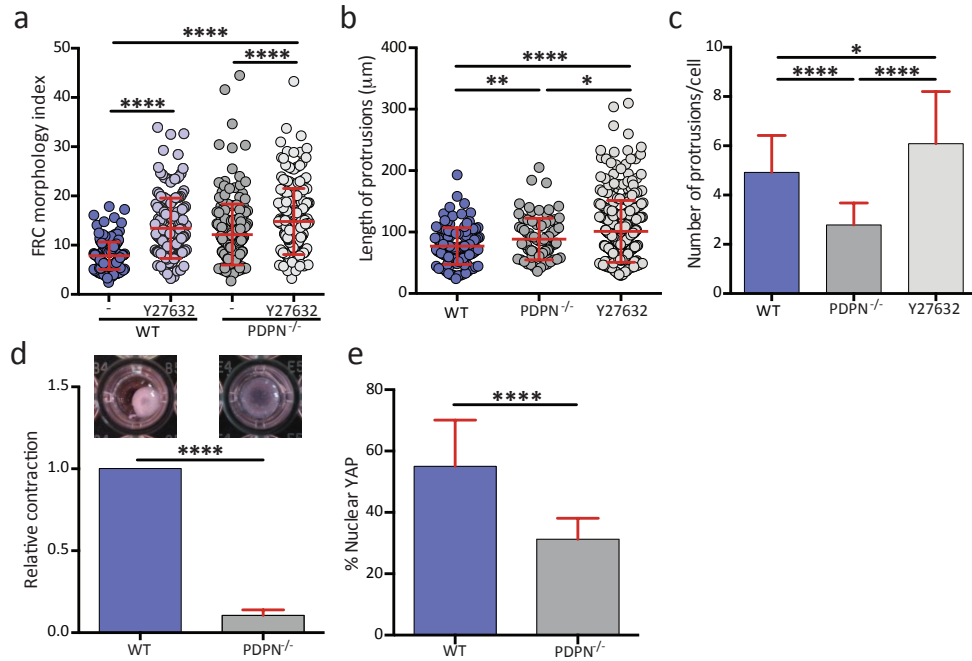 a
FRC morphology index
50
40
30
20
10
0
****
****
****
- Y27632 - Y27632
WT PDPN-/-
b
Length of protrusions (μm)
400
300
200
100
0
****
** *
WT PDPN-/- Y27632
c
Number of protrusions/cell
10
8
6
4
2
0
*
**** ****
WT PDPN-/- Y27632
d
Relative contraction
1.5
1.0
0.5
0.0
****
WT PDPN-/-
e
% Nuclear YAP
80
60
40
20
0
****
WT PDPN-/-